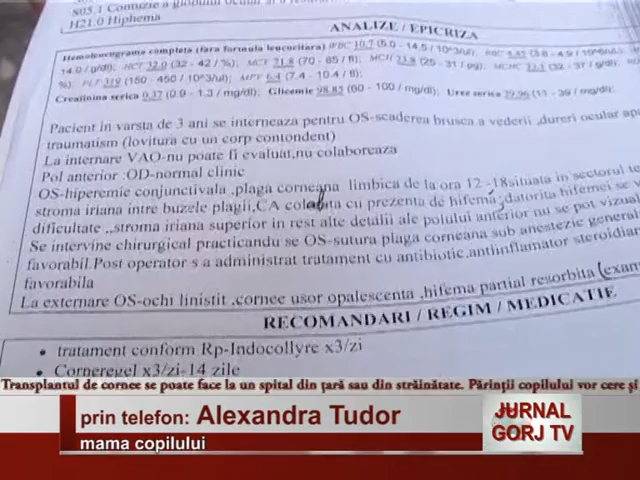 S05.1 Contuzie a globului ocular si a
H21.0 Hiphema
ANALIZE / EPICRIZA
Hemoleucograma completa (fara formula leucocitara) WBC 10.7 (5.0 - 14.5 / 10^3/ul); RBC 4.45 (3.8 - 4.9 / 10^6/ul);
14.0 / g/dl); HCT 32.0 (32 - 42 / %); MCV 71.8 (70 - 85 / fl); MCH 23.8 (25 - 31 / pg); MCHC 33.1 (32 - 37 / g/dl);
%); PLT 319 (150 - 450 / 10^3/ul); MPV 6.4 (7.4 - 10.4 / fl);
Creatinina serica 0.37 (0.9 - 1.3 / mg/dl); Glicemie 98.85 (60 - 100 / mg/dl); Uree serica 29.96 (11 - 39 / mg/dl);
Pacient in varsta de 3 ani se interneaza pentru OS-scaderea brusca a vederii ,dureri ocular
traumatism (lovitura cu un corp contondent)
La internare VAO-nu poate fi evaluat,nu colaboreaza
Pol anterior :OD-normal clinic
OS-hiperemie conjunctivala ,plaga corneana limbica de la ora 12 -18situata in sectorul
stroma iriana intre buzele plagii,CA cu prezenta de hifema ,datorita hifemei se
dificultate ,,stroma iriana superior in rest alte detalii ale polului anterior nu se pot
Se intervine chirurgical practicandu se OS-sutura plaga corneana sub anestezie
favorabil.Post operator s a administrat tratament cu antibiotic,antiinflamator
favorabila
La externare OS-ochi linistit ,cornee usor opalescenta ,hifema partial resorbita
RECOMANDARI / REGIM / MEDICATIE
• tratament conform Rp-Indocollyre x3/zi
• Corneregel x3/zi-14 zile
Transplantul de cornee se poate face la un spital din țară sau din străinătate. Părinții copilului vor cere și
prin telefon: Alexandra Tudor
mama copilului
JURNAL
GORJ TV